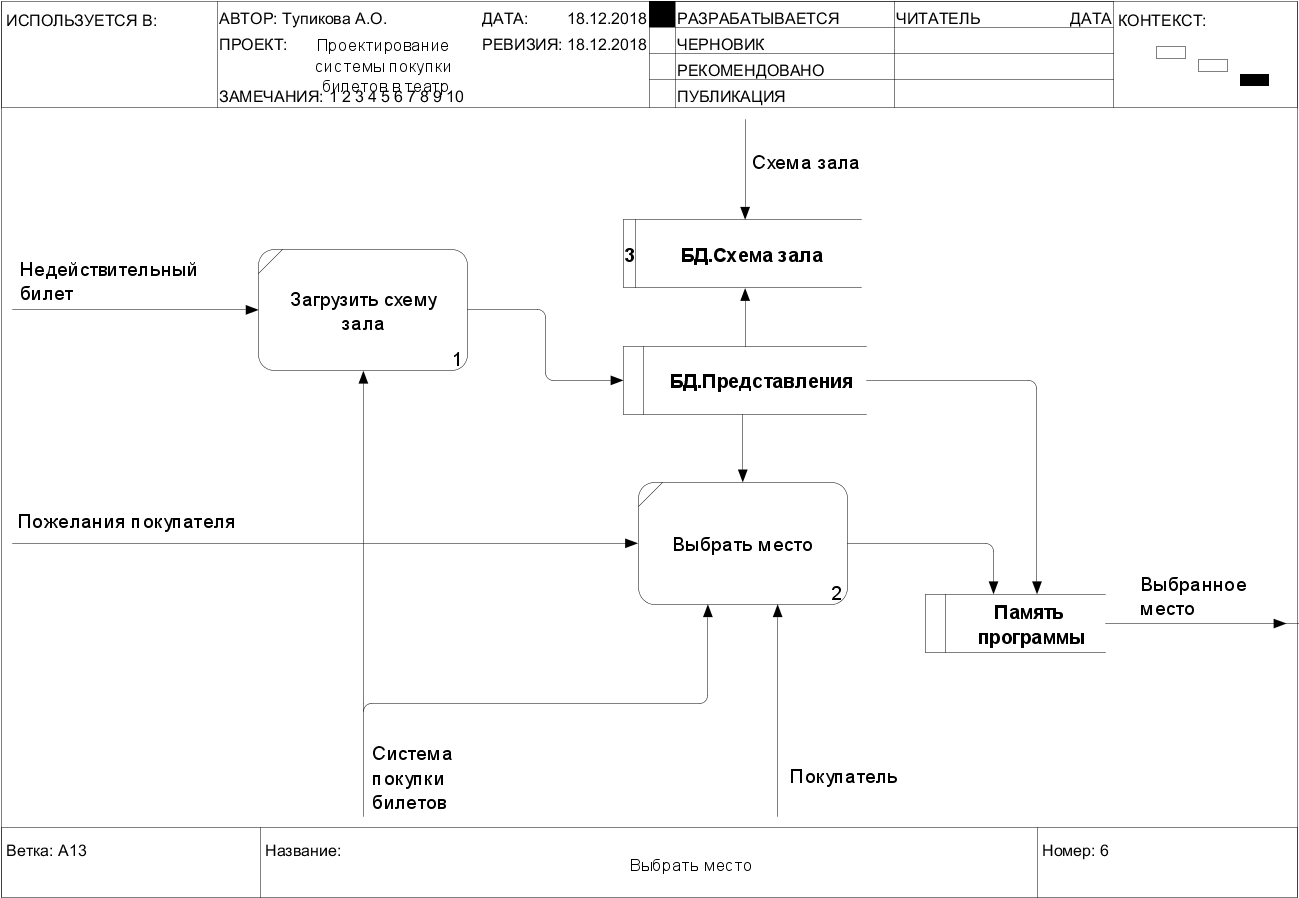 ИСПОЛЬЗУЕТСЯ В:
АВТОР: Тупикова А.О.
ДАТА: 18.12.2018
РАЗРАБАТЫВАЕТСЯ
ЧИТАТЕЛЬ
ДАТА
КОНТЕКСТ:
ПРОЕКТ:
Проектирование
системы покупки
билетов в театр
РЕВИЗИЯ: 18.12.2018
ЧЕРНОВИК
РЕКОМЕНДОВАНО
ЗАМЕЧАНИЯ: 1 2 3 4 5 6 7 8 9 10
ПУБЛИКАЦИЯ
Схема зала
3
БД.Схема зала
Недействительный
билет
Загрузить схему
зала
1
БД.Представления
Пожелания покупателя
Выбрать место
2
Выбранное
место
Память
программы
Система
покупки
билетов
Покупатель
Ветка: A13
Название:
Выбрать место
Номер: 6